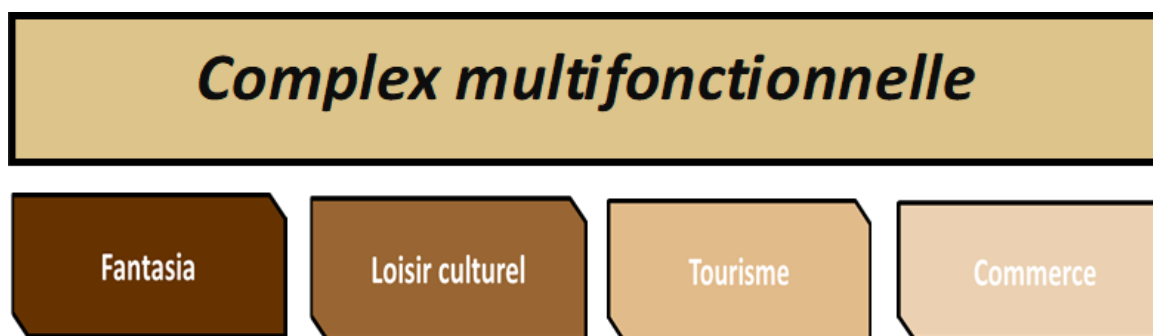 Complex multifonctionnelle
Fantasia
Loisir culturel
Tourisme
Commerce